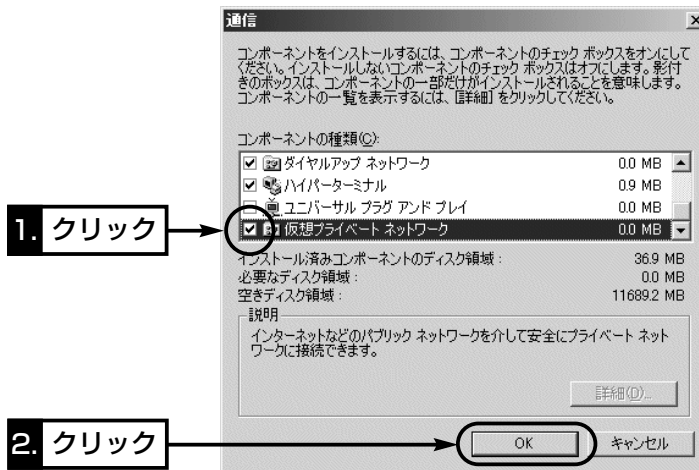 通信
コンポーネントをインストールするには、コンポーネントのチェック ボックスをオンにして
ください。インストールしないコンポーネントのチェック ボックスはオフにします。影付
きのボックスは、コンポーネントの一部だけがインストールされることを意味します。
コンポーネントの一覧を表示するには、[詳細] をクリックしてください。
コンポーネントの種類(C):
ダイヤルアップ ネットワーク 0.0 MB
ハイパーターミナル 0.9 MB
ユニバーサル プラグ アンド プレイ 0.0 MB
1. クリック
仮想プライベート ネットワーク 0.0 MB
インストール済みコンポーネントのディスク領域 : 36.9 MB
必要なディスク領域 : 0.0 MB
空きディスク領域 : 11689.2 MB
説明
インターネットなどのパブリック ネットワークを介して安全にプライベート ネット
ワークに接続できます。
詳細(D)...
2. クリック
OK キャンセル